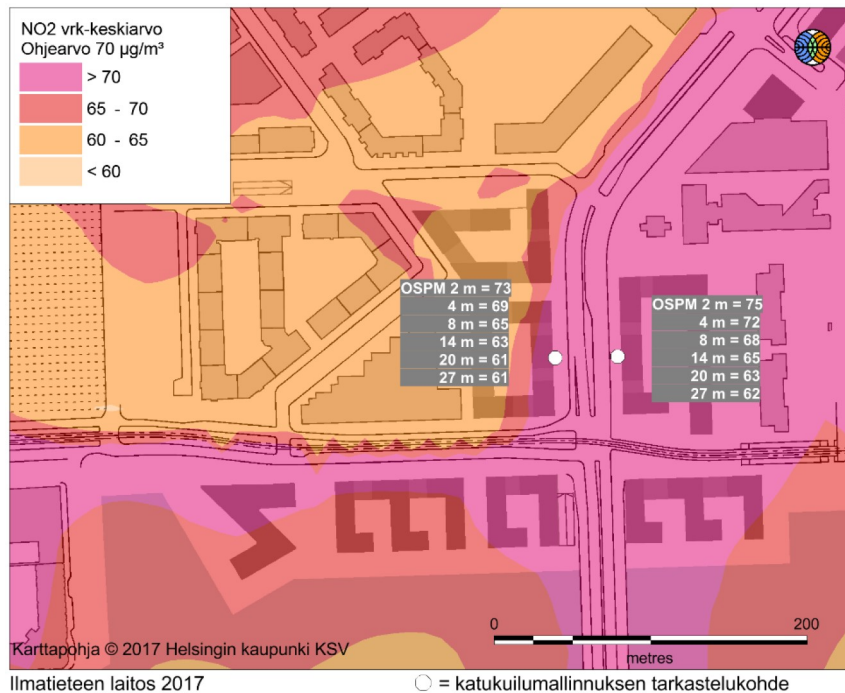 NO2 vrk-keskiarvo
Ohjearvo 70 µg/m³
> 70
65 - 70
60 - 65
< 60
OSPM 2 m = 73
4 m = 69
8 m = 65
14 m = 63
20 m = 61
27 m = 61
OSPM 2 m = 75
4 m = 72
8 m = 68
14 m = 65
20 m = 63
27 m = 62
0 200
metres
Karttapohja © 2017 Helsingin kaupunki KSV
Ilmatieteen laitos 2017
= katukuilumallinnuksen tarkastelukohde